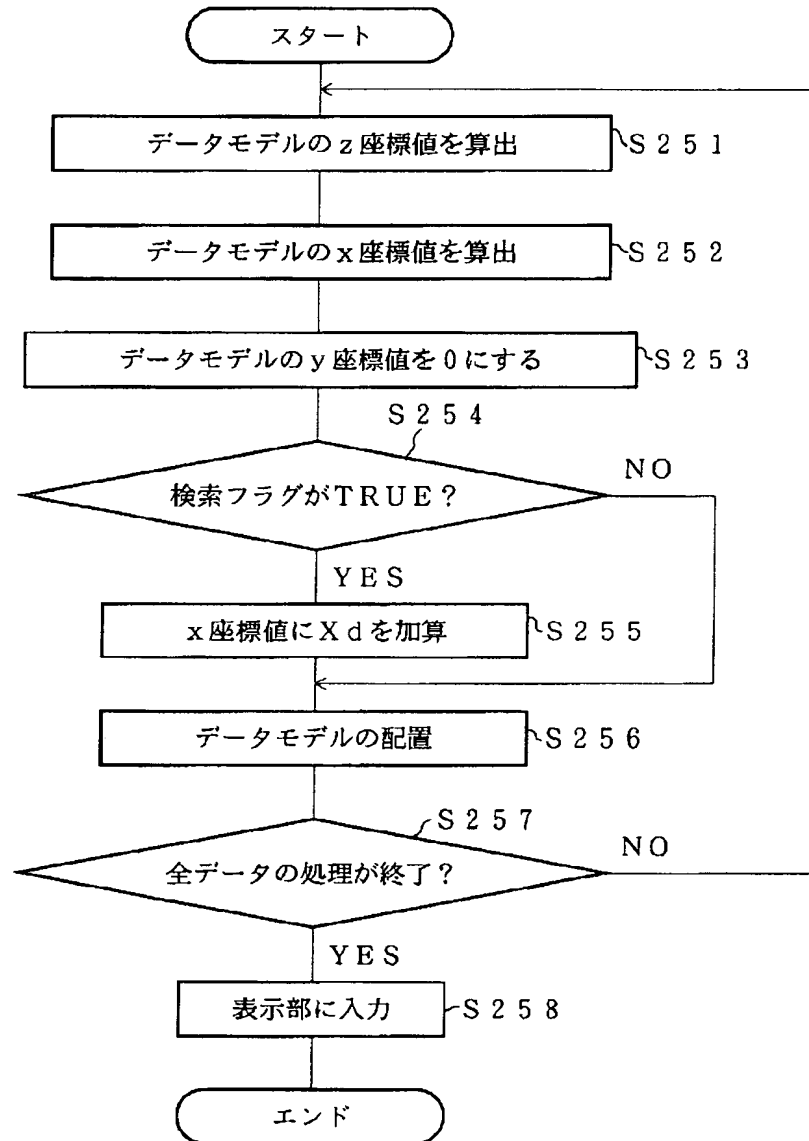 スタート
データモデルのz座標値を算出
S251
データモデルのx座標値を算出
S252
データモデルのy座標値を0にする
S253
S254
検索フラグがTRUE?
NO
YES
x座標値にXdを加算
S255
データモデルの配置
S256
S257
全データの処理が終了?
NO
YES
表示部に入力
S258
エンド